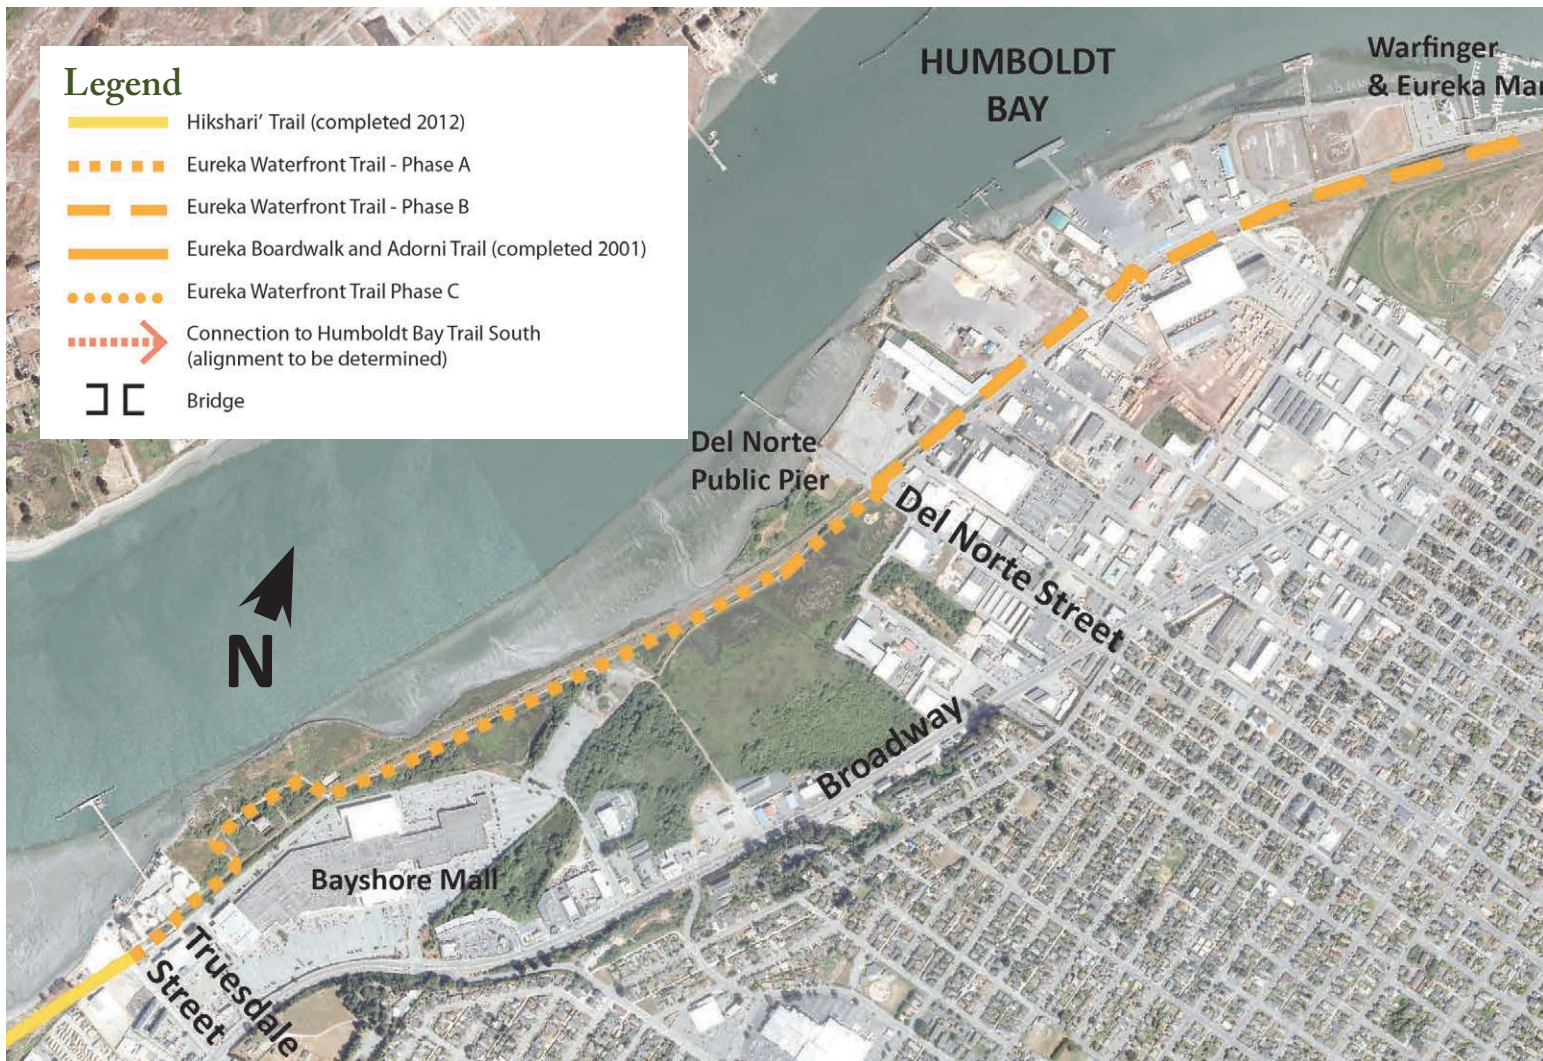 Legend
Hikshari’ Trail (completed 2012)
Eureka Waterfront Trail - Phase A
Eureka Waterfront Trail - Phase B
Eureka Boardwalk and Adorni Trail (completed 2001)
Eureka Waterfront Trail Phase C
Connection to Humboldt Bay Trail South
(alignment to be determined)
Bridge
HUMBOLDT
BAY
Warfinger
& Eureka Mar
Del Norte
Public Pier
Del Norte Street
N
Broadway
Bayshore Mall
Truesdale
Street